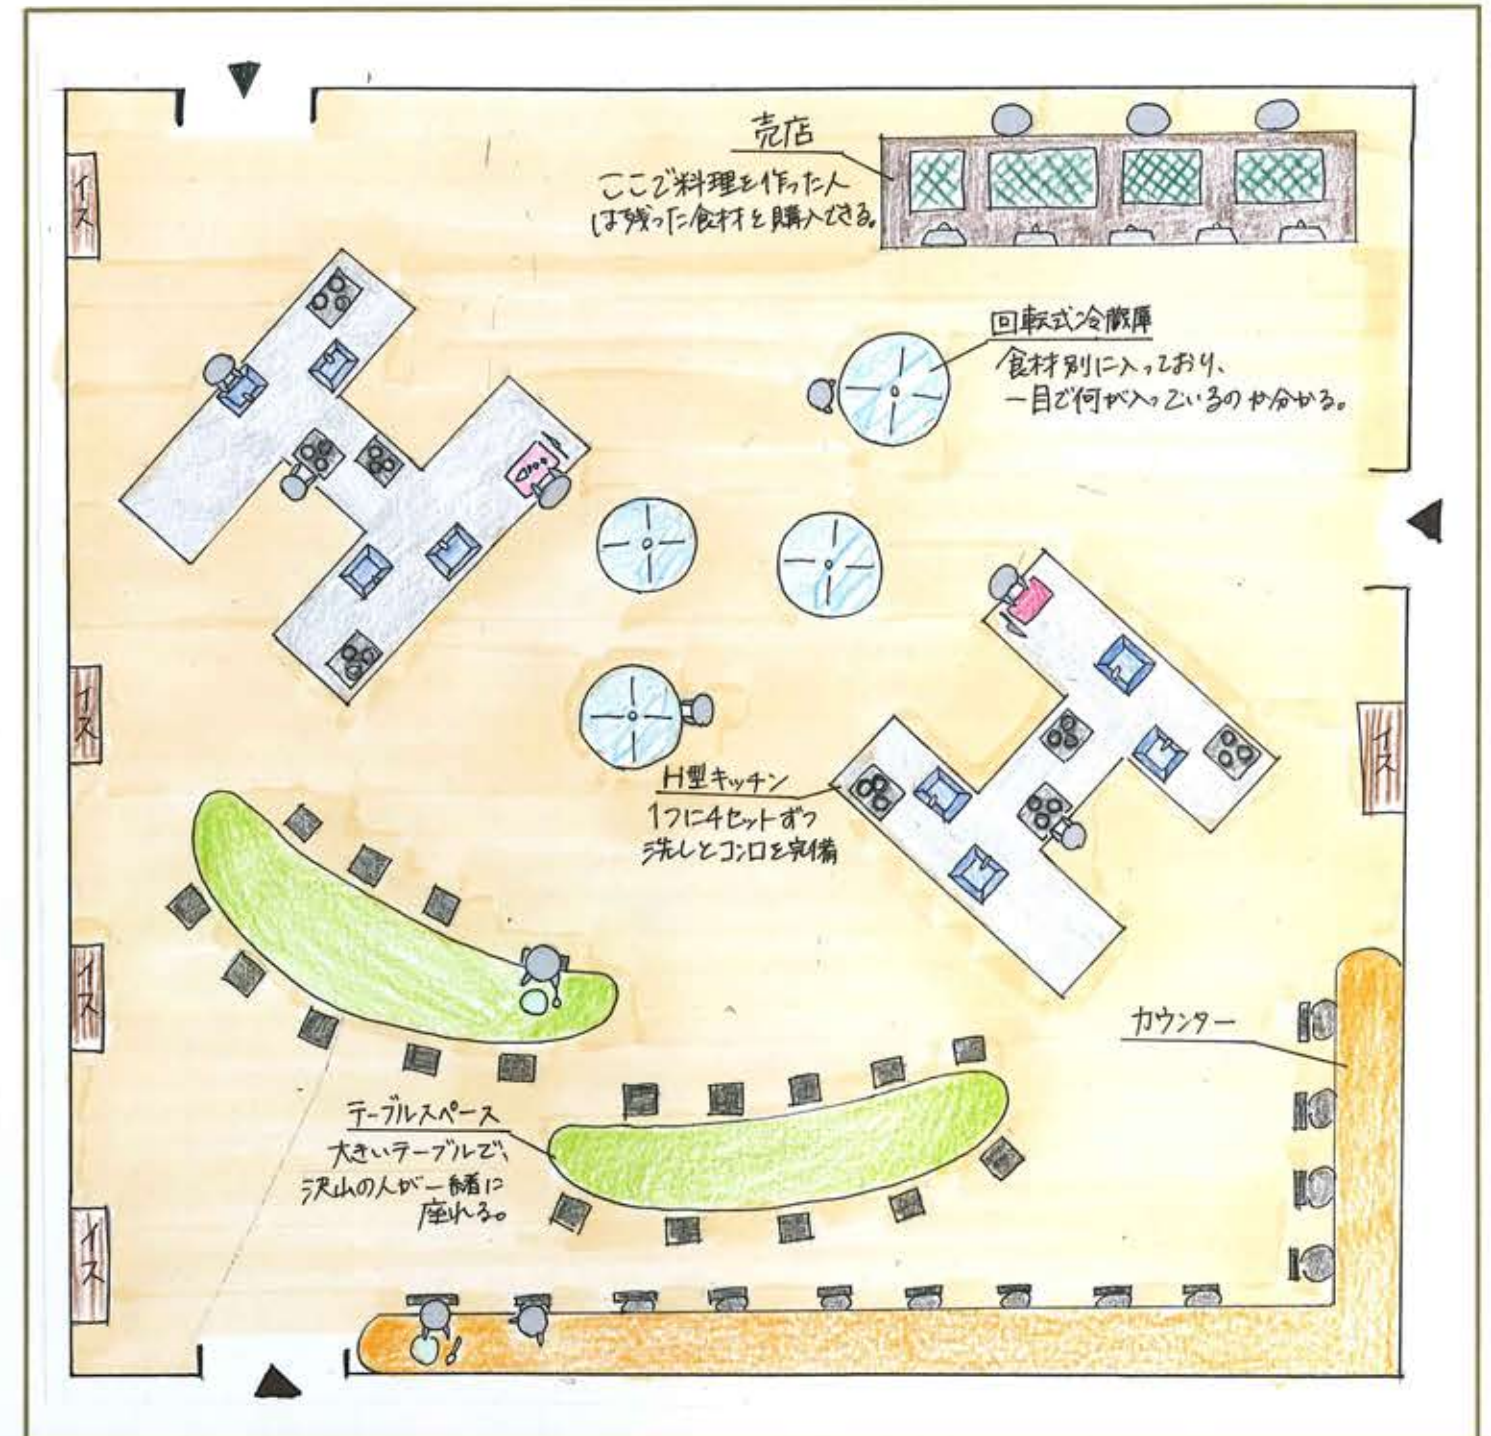 売店
ここで料理を作った人
は残った食材を購入できる。
イス
回転式冷蔵庫
食材別に入っており、
一目で何が入っているのか分かる。
イス
H型キッチン
1つに4セットずつ
洗しとコンロを完備
イス
イス
カウンター
テーブルスペース
大きいテーブルで、
沢山の人が一緒に
座れる。
イス